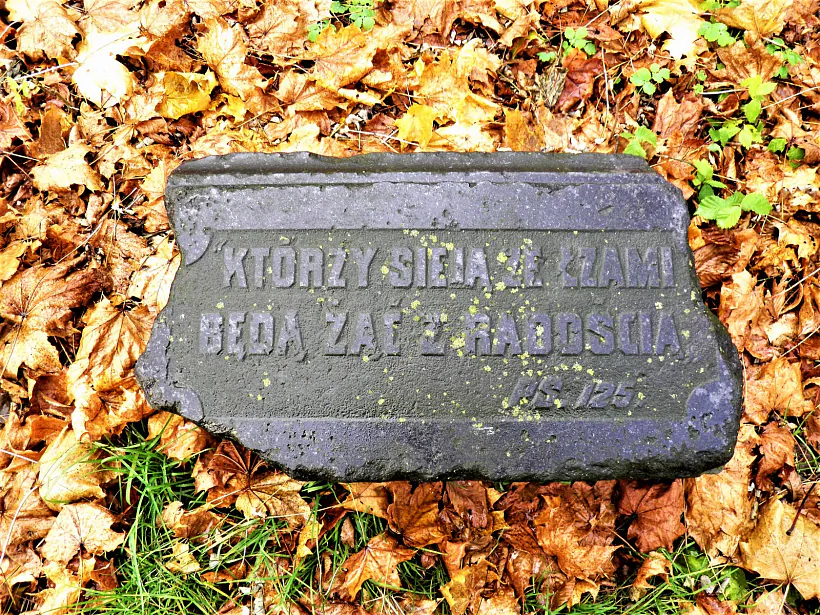 "KTÓRZY SIEJĄ ZE ŁZAMI
BĘDĄ ŻĄĆ Z RADOŚCIĄ"
PS. 125